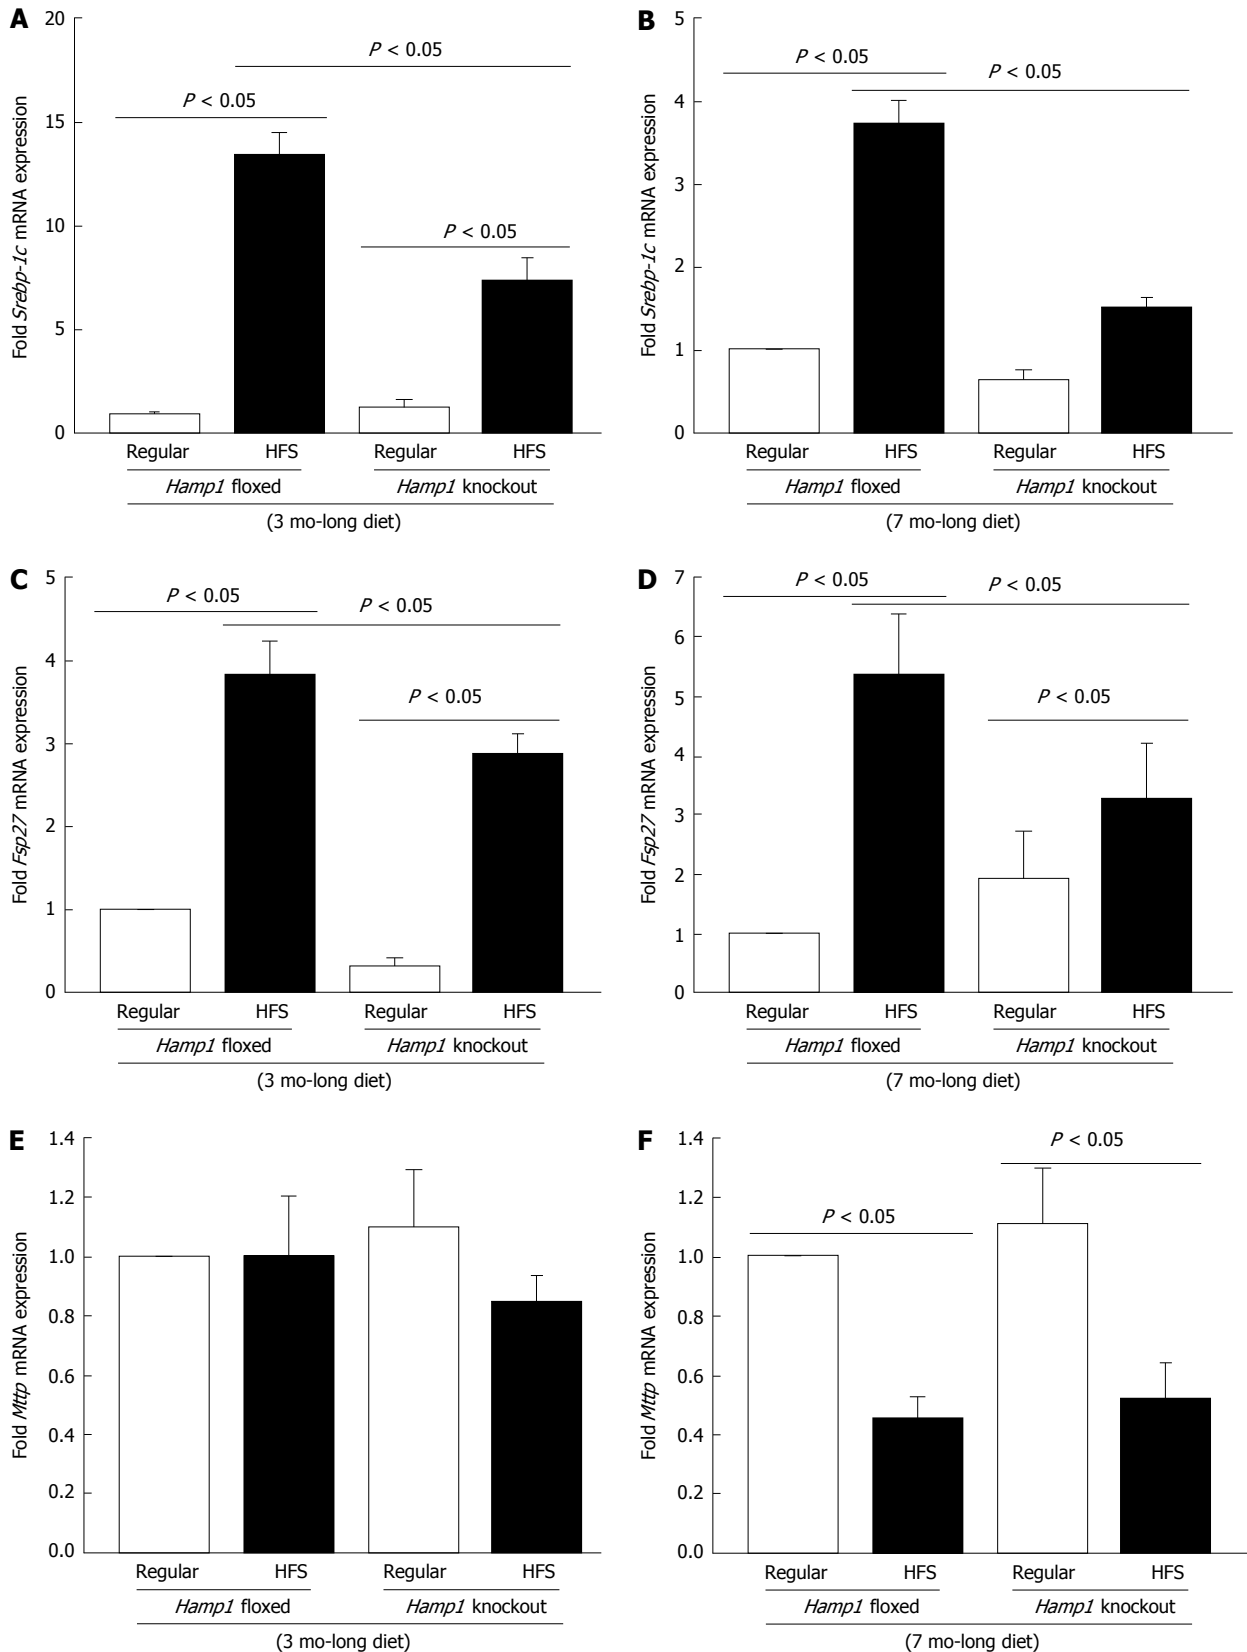 A
Fold Srebp-1c mRNA expression
20
15
10
5
0
P < 0.05
P < 0.05
P < 0.05
Regular HFS Regular HFS
Hamp1 floxed Hamp1 knockout
(3 mo-long diet)
B
Fold Srebp-1c mRNA expression
5
4
3
2
1
0
P < 0.05
P < 0.05
Regular HFS Regular HFS
Hamp1 floxed Hamp1 knockout
(7 mo-long diet)
C
Fold Fsp27 mRNA expression
5
4
3
2
1
0
P < 0.05
P < 0.05
P < 0.05
Regular HFS Regular HFS
Hamp1 floxed Hamp1 knockout
(3 mo-long diet)
D
Fold Fsp27 mRNA expression
7
6
5
4
3
2
1
0
P < 0.05
P < 0.05
P < 0.05
Regular HFS Regular HFS
Hamp1 floxed Hamp1 knockout
(7 mo-long diet)
E
Fold Mttp mRNA expression
1.4
1.2
1.0
0.8
0.6
0.4
0.2
0.0
Regular HFS Regular HFS
Hamp1 floxed Hamp1 knockout
(3 mo-long diet)
F
Fold Mttp mRNA expression
1.4
1.2
1.0
0.8
0.6
0.4
0.2
0.0
P < 0.05
P < 0.05
Regular HFS Regular HFS
Hamp1 floxed Hamp1 knockout
(7 mo-long diet)